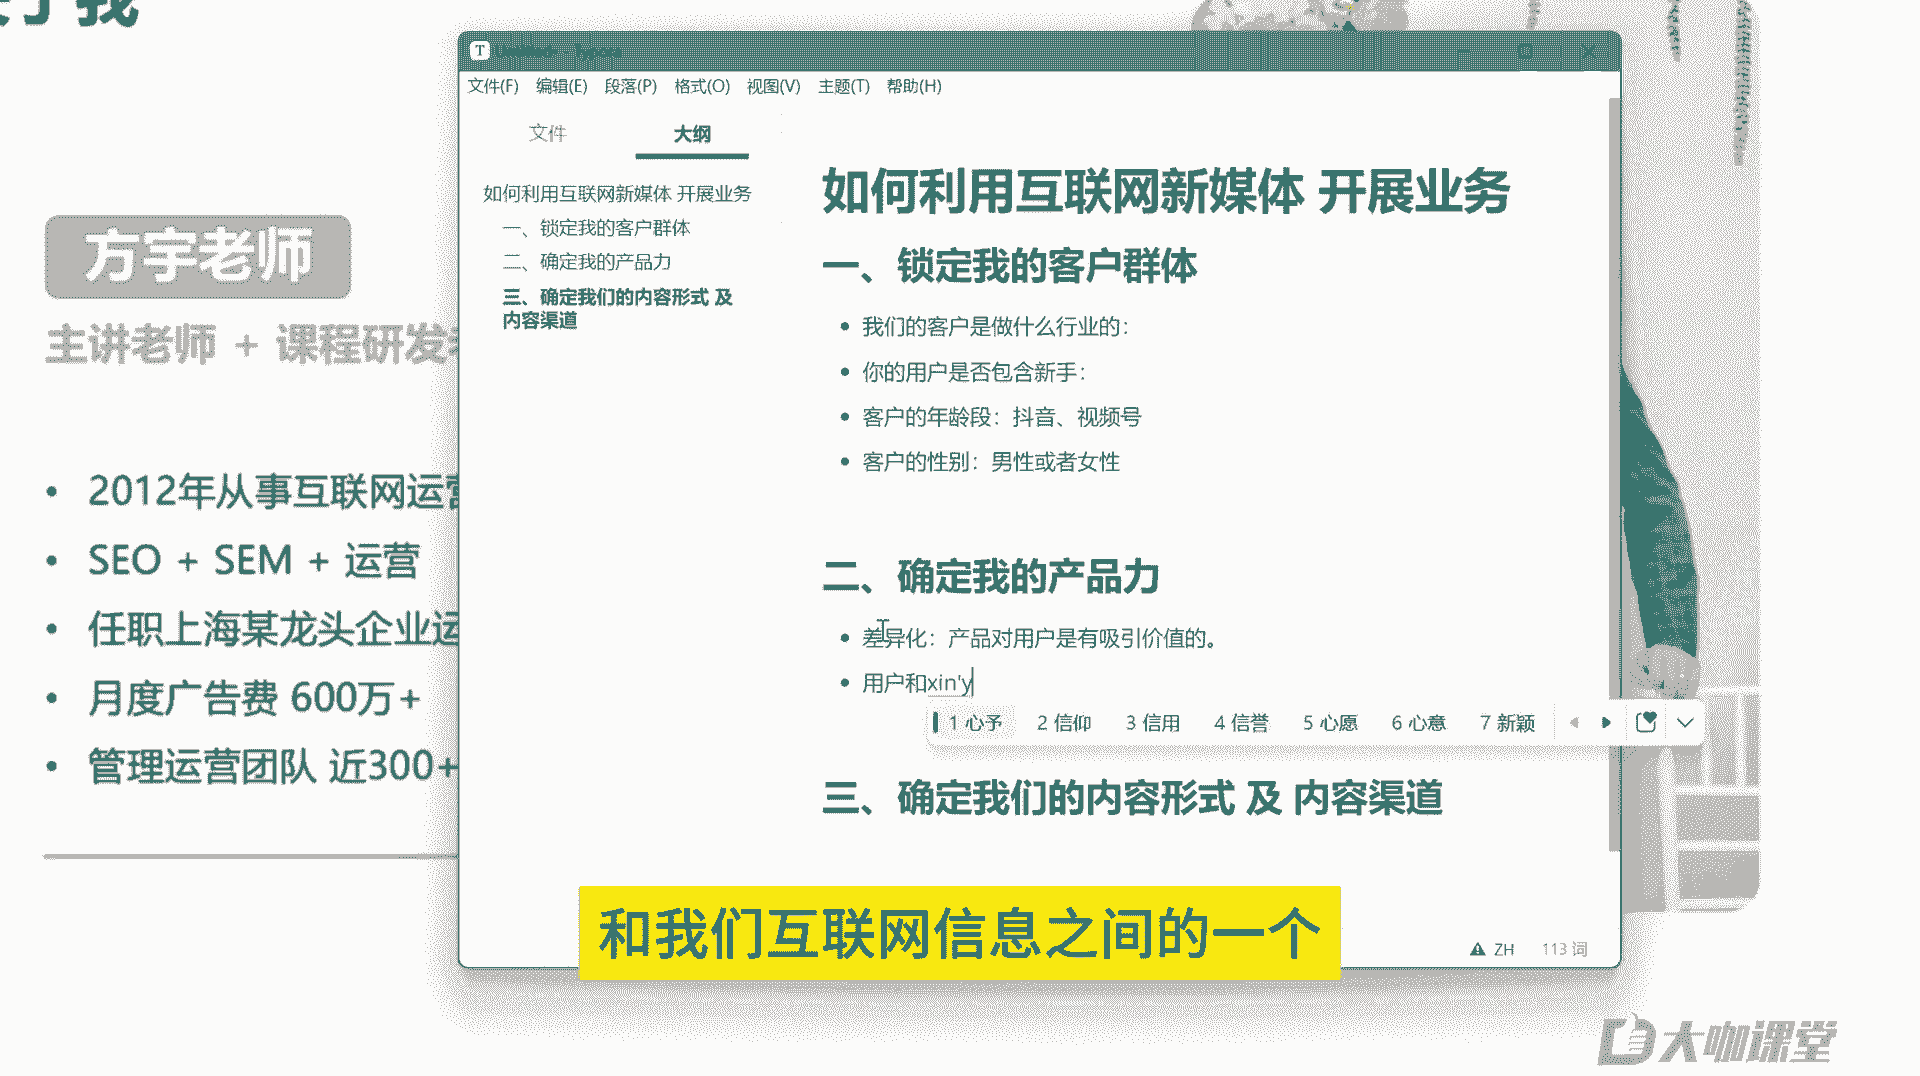 了我
方宇老师
主讲老师 + 课程研发
2012年从事互联网运营
SEO + SEM + 运营
任职上海某龙头企业运
月度广告费 600万+
管理运营团队 近300+
T
文件(F) 编辑(E) 段落(P) 格式(O) 视图(V) 主题(T) 帮助(H)
文件 大纲
如何利用互联网新媒体 开展业务
一、锁定我的客户群体
二、确定我的产品力
三、确定我们的内容形式 及
内容渠道
如何利用互联网新媒体 开展业务
一、锁定我的客户群体
我们的客户是做什么行业的：
你的用户是否包含新手：
客户的年龄段：抖音、视频号
客户的性别：男性或者女性
二、确定我的产品力
差异化：产品对用户是有吸引价值的。
用户和xin'y
1 心予 2 信仰 3 信用 4 信誉 5 心愿 6 心意 7 新颖
三、确定我们的内容形式 及 内容渠道
和我们互联网信息之间的一个
ZH 113 词
大咖课堂